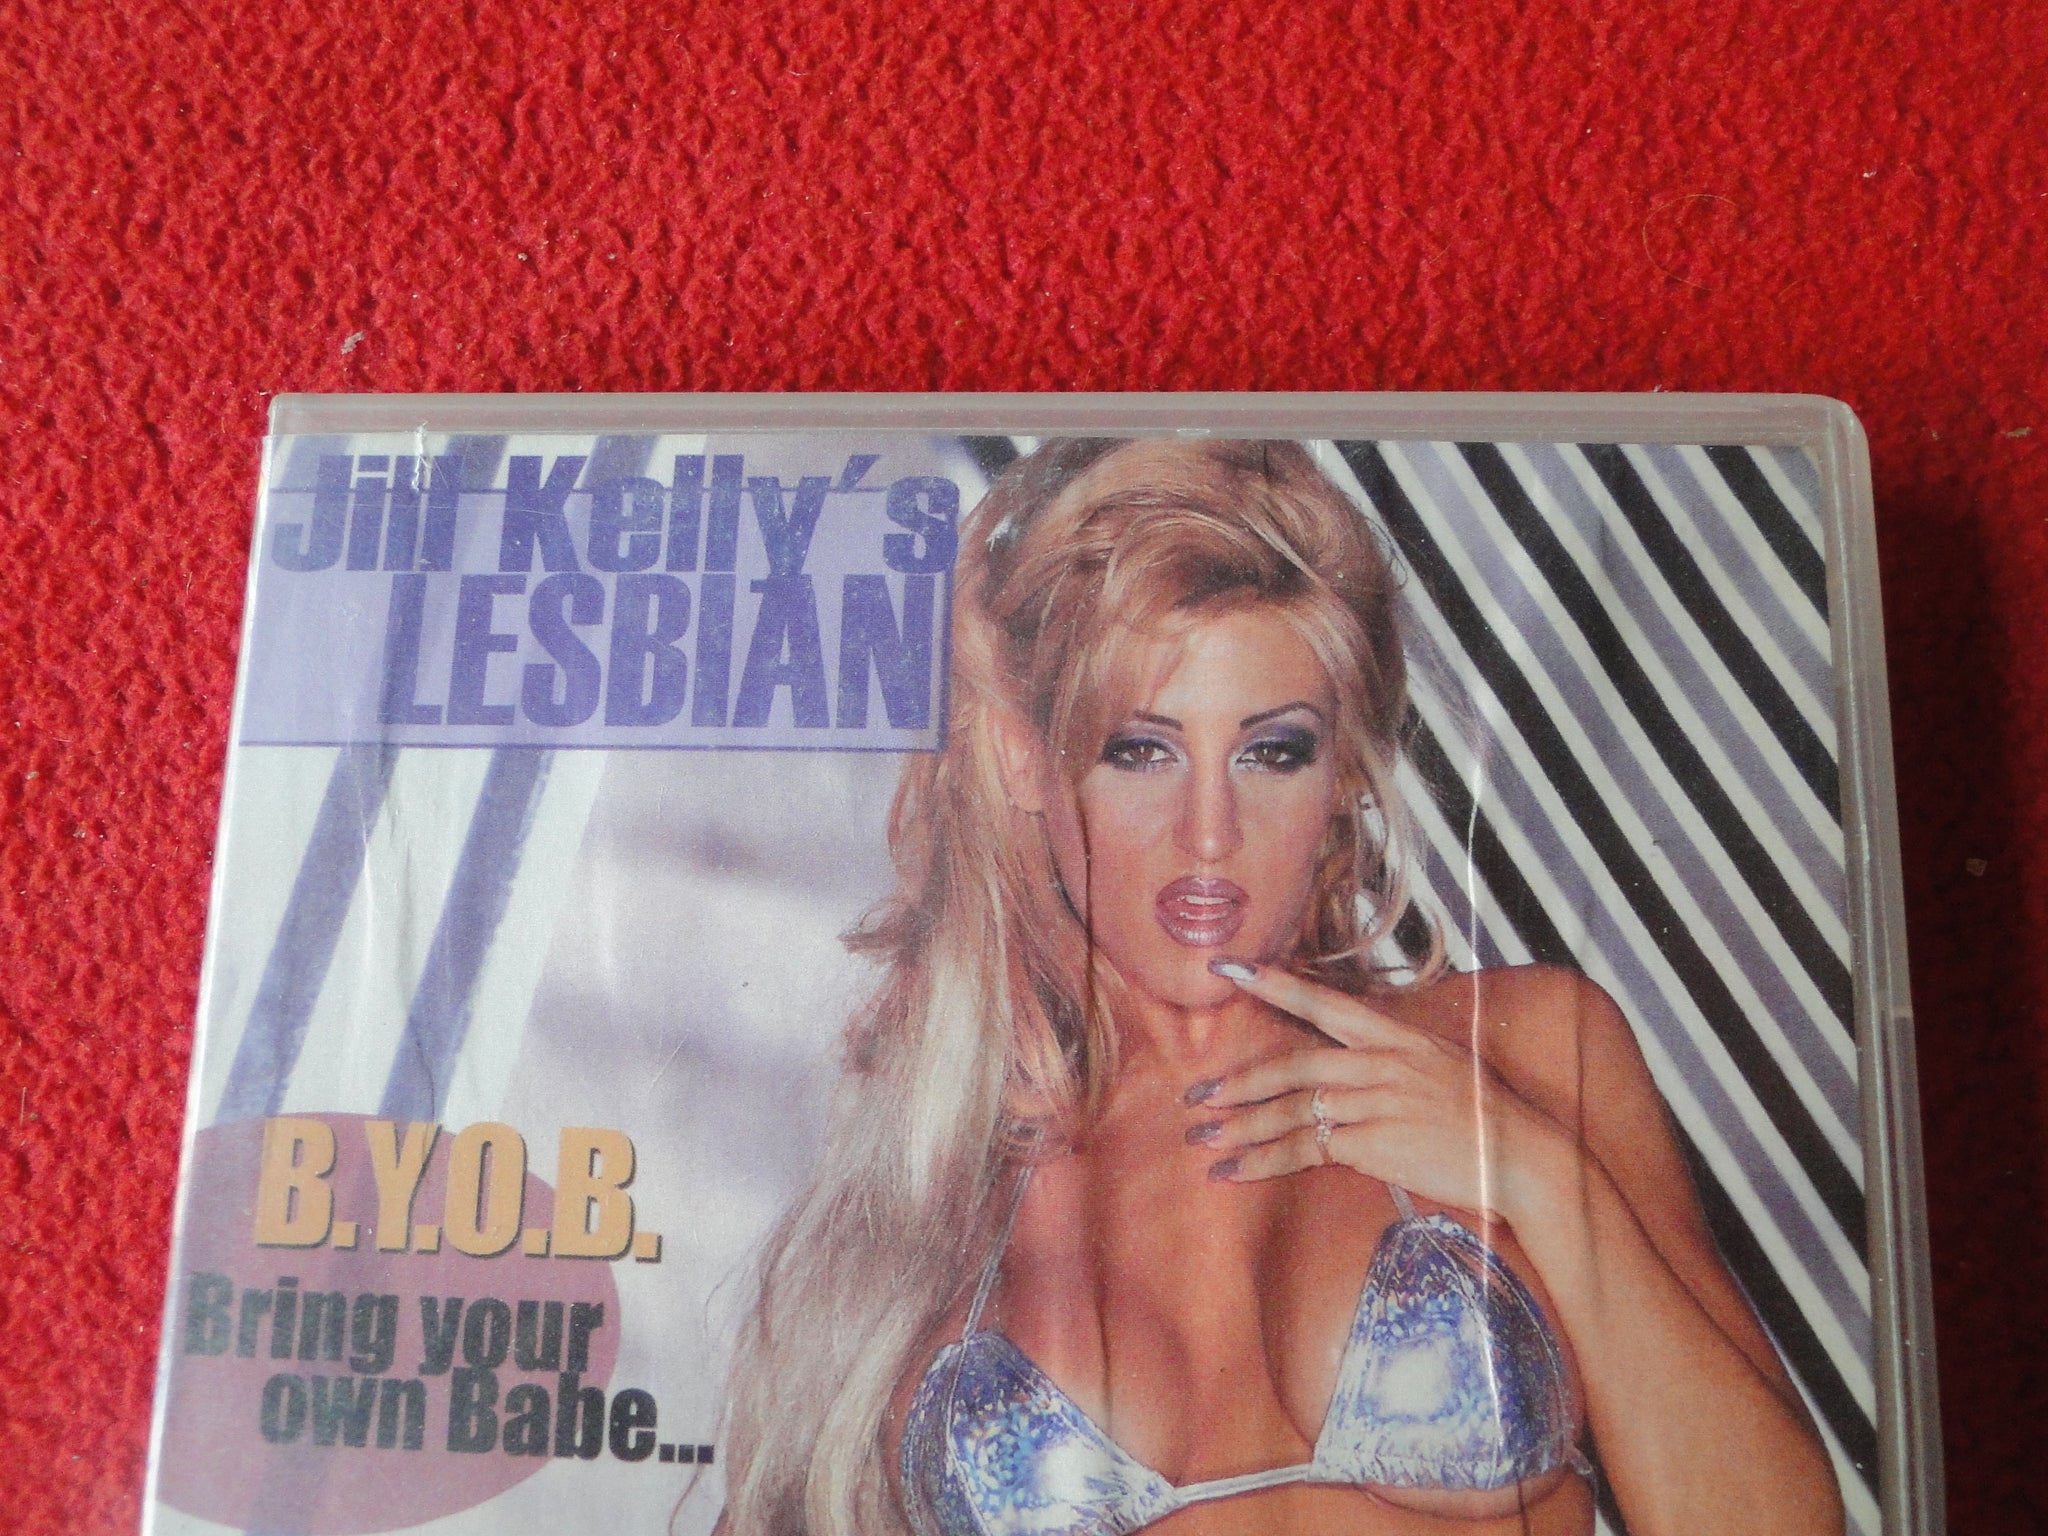 Jill Kelly's
LESBIAN
B.Y.O.B.
Bring your
own Babe...